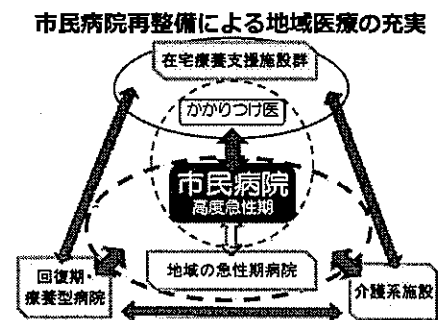 市民病院再整備による地域医療の充実
在宅療養支援施設群
かかりつけ医
市民病院
高度急性期
地域の急性期病院
回復期・
療養型病院
介護系施設